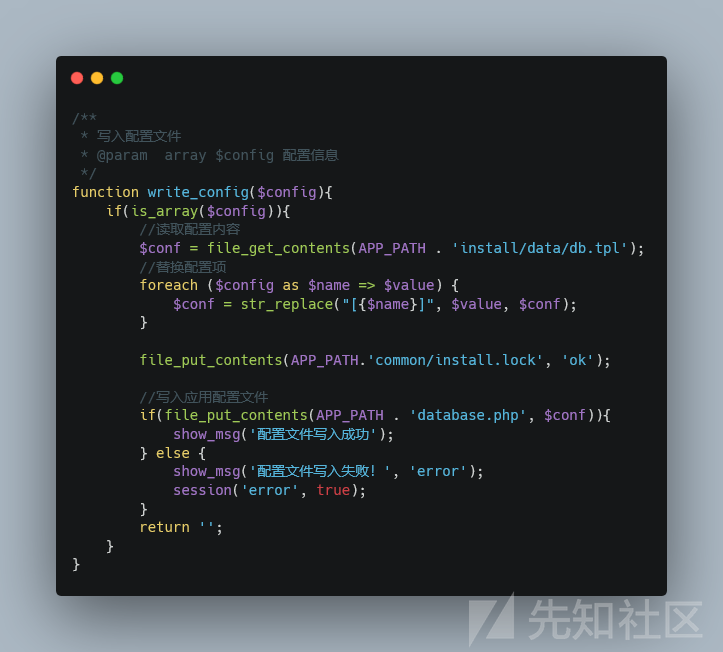 /**
 * 写入配置文件
 * @param  array $config 配置信息
 */
function write_config($config){
    if(is_array($config)){
        //读取配置内容
        $conf = file_get_contents(APP_PATH . 'install/data/db.tpl');
        //替换配置项
        foreach ($config as $name => $value) {
            $conf = str_replace("[{$name}]", $value, $conf);
        }

        file_put_contents(APP_PATH.'common/install.lock', 'ok');

        //写入应用配置文件
        if(file_put_contents(APP_PATH . 'database.php', $conf)){
            show_msg('配置文件写入成功');
        } else {
            show_msg('配置文件写入失败！', 'error');
            session('error', true);
        }
        return '';
    }
}
先知社区